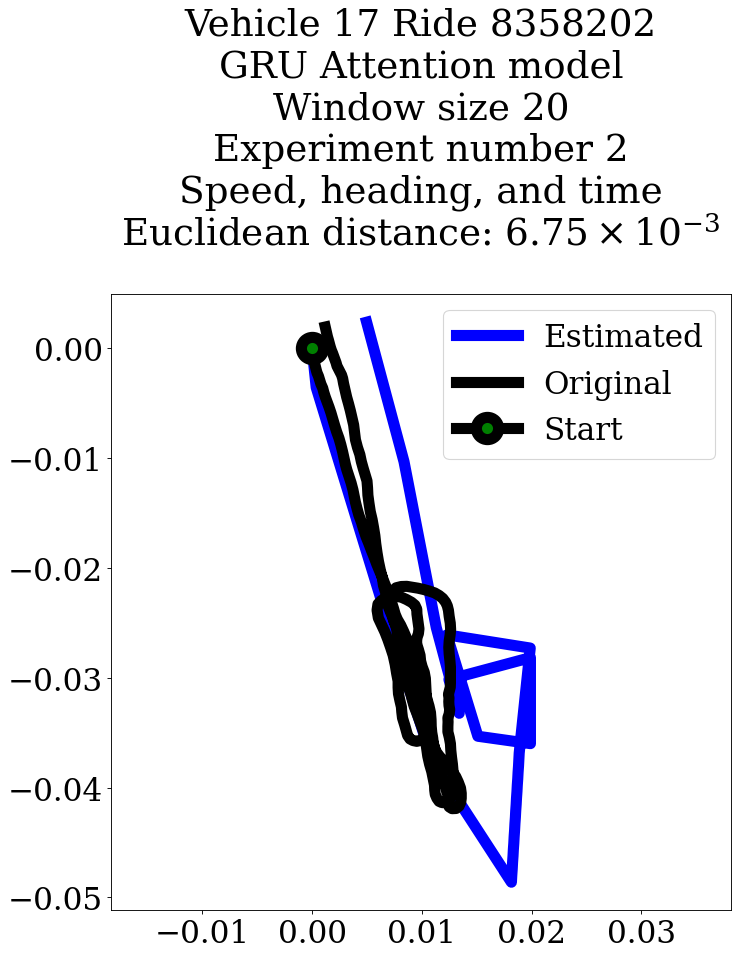 Vehicle 17 Ride 8358202
GRU Attention model
Window size 20
Experiment number 2
Speed, heading, and time
Euclidean distance: 6.75 × 10⁻³
Estimated
Original
Start
0.00
−0.01
−0.02
−0.03
−0.04
−0.05
−0.01 0.00 0.01 0.02 0.03